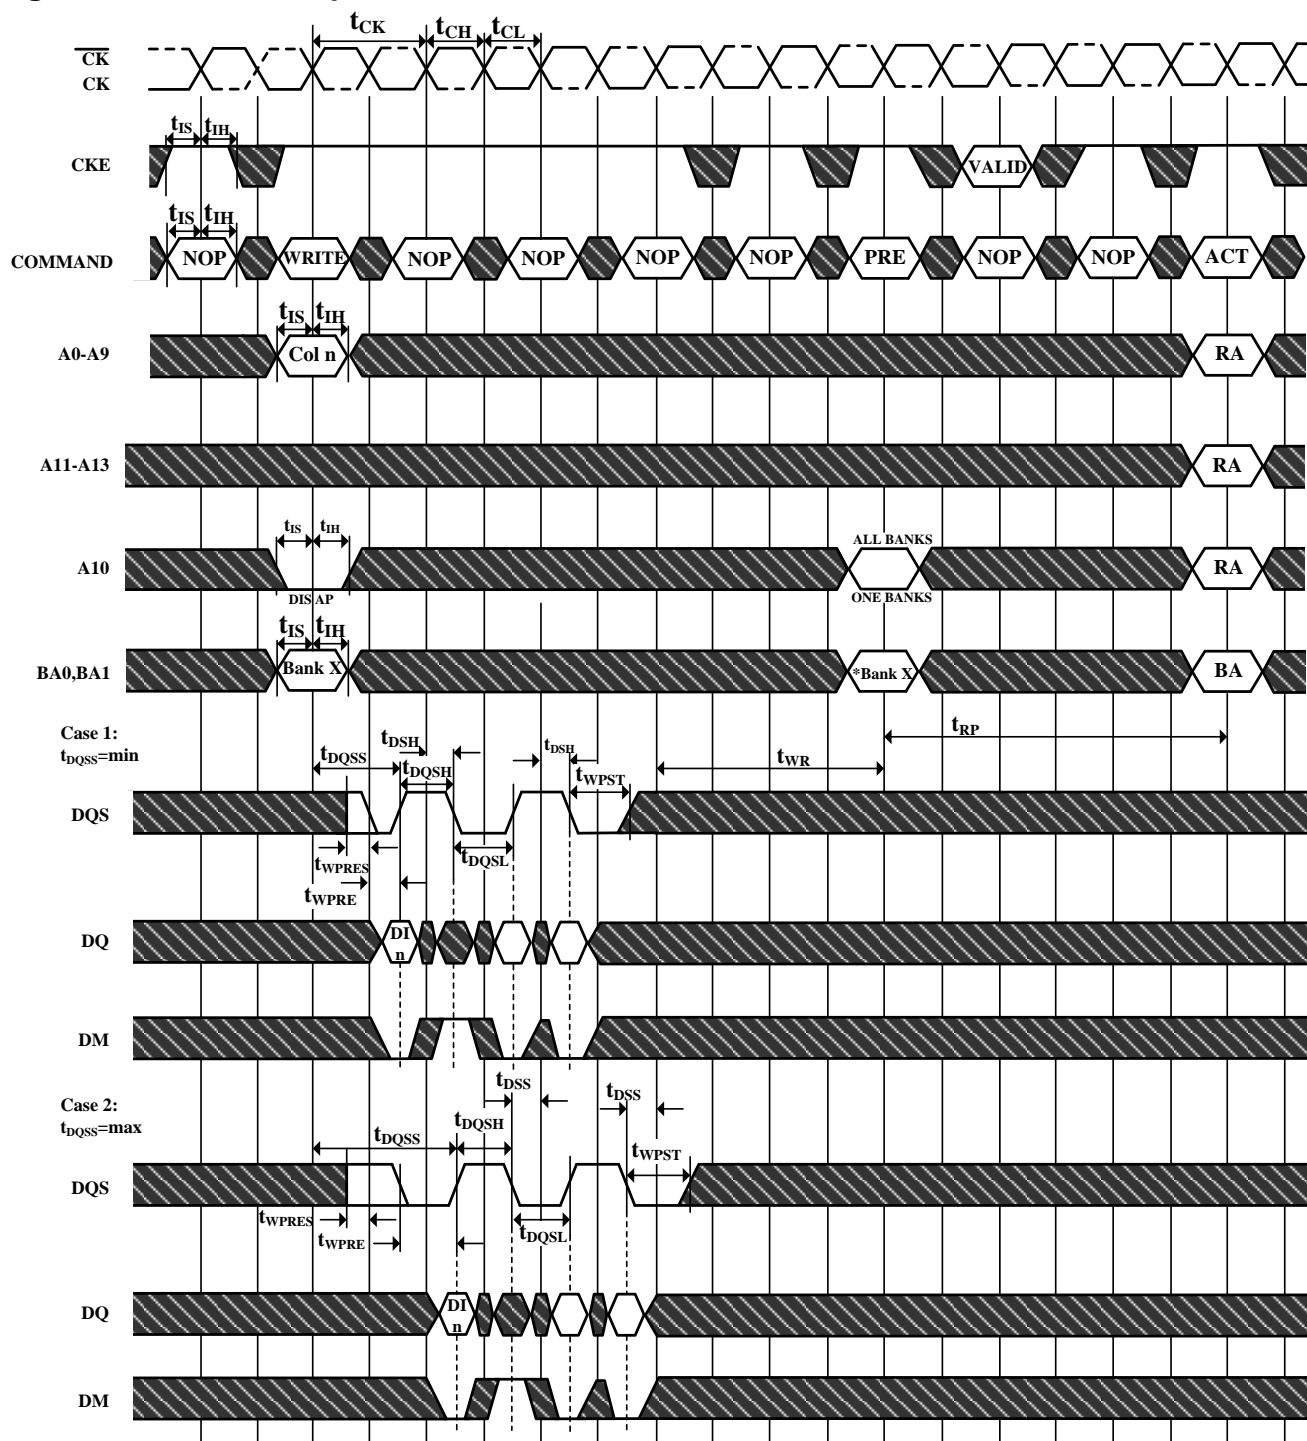 tCK tCH tCL
CK
CK
tIS tIH
CKE VALID
tIS tIH
COMMAND NOP WRITE NOP NOP NOP NOP PRE NOP NOP ACT
tIS tIH
A0-A9 Col n RA
A11-A13 RA
tIS tIH ALL BANKS
A10 RA
DIS AP ONE BANKS
tIS tIH
BA0,BA1 Bank X *Bank X BA
Case 1:
tDQSS=min
tDSH tDSH tRP
tDQSS tDQSH tWPST tWR
DQS
tWPRES tDQSL
tWPRE
DQ DI
n
DM
tDSS tDSS
Case 2:
tDQSS=max
tDQSS tDQSH tWPST
DQS
tWPRES tDQSL
tWPRE
DQ DI
n
DM